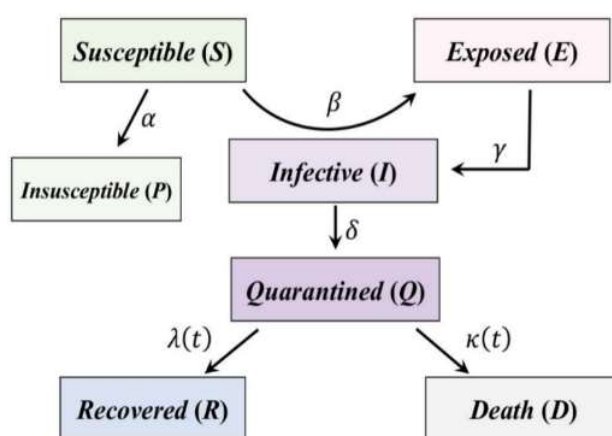 Susceptible (S)
Exposed (E)
α
β
Infective (I)
γ
Insusceptible (P)
δ
Quarantined (Q)
λ(t)
κ(t)
Recovered (R)
Death (D)